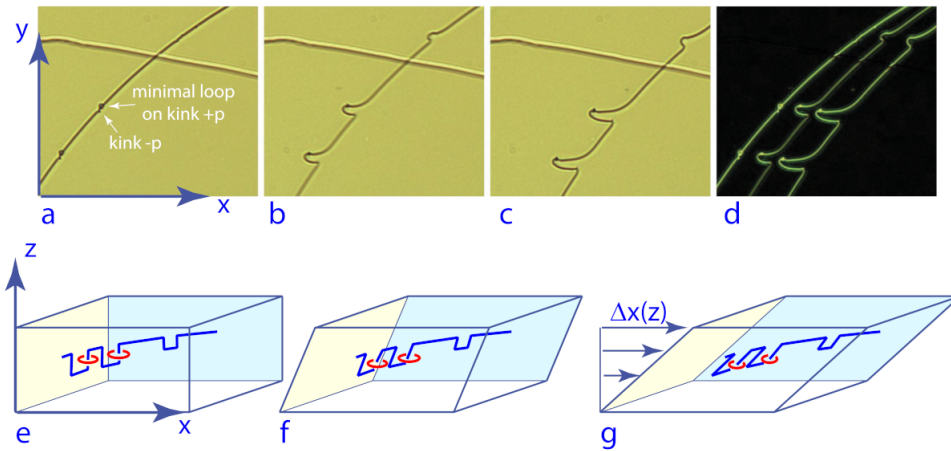 y
minimal loop
on kink +p
kink -p
x
a
b
c
d
z
Δx(z)
x
e
f
g